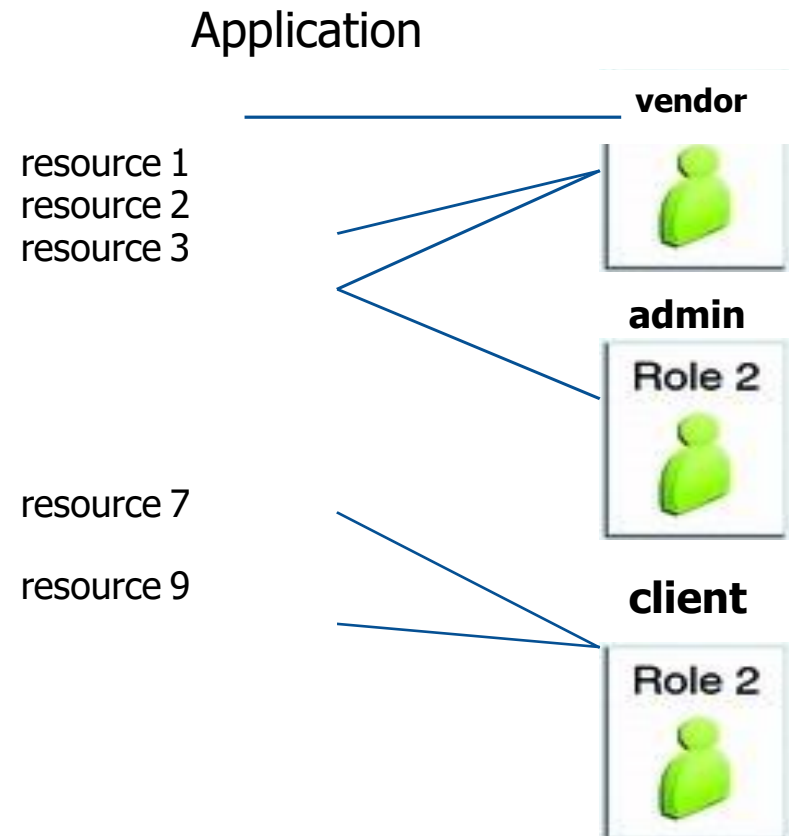 Application
vendor
resource 1
resource 2
resource 3
admin
Role 2
resource 7
resource 9
client
Role 2